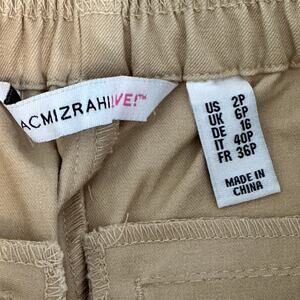 ACMIZRAHILIVE!™
US 2P
UK 6P
DE 16
IT 40P
FR 36P
MADE IN
CHINA